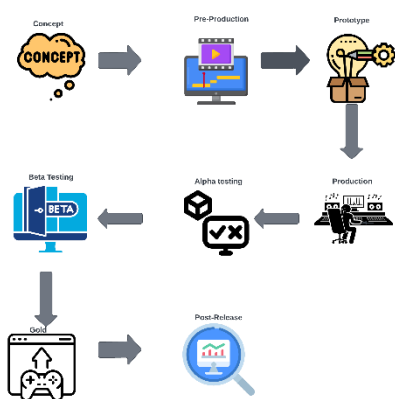 Concept
Pre-Production
Prototype
CONCEPT
Beta Testing
Alpha testing
Production
BETA
Gold
Post-Release